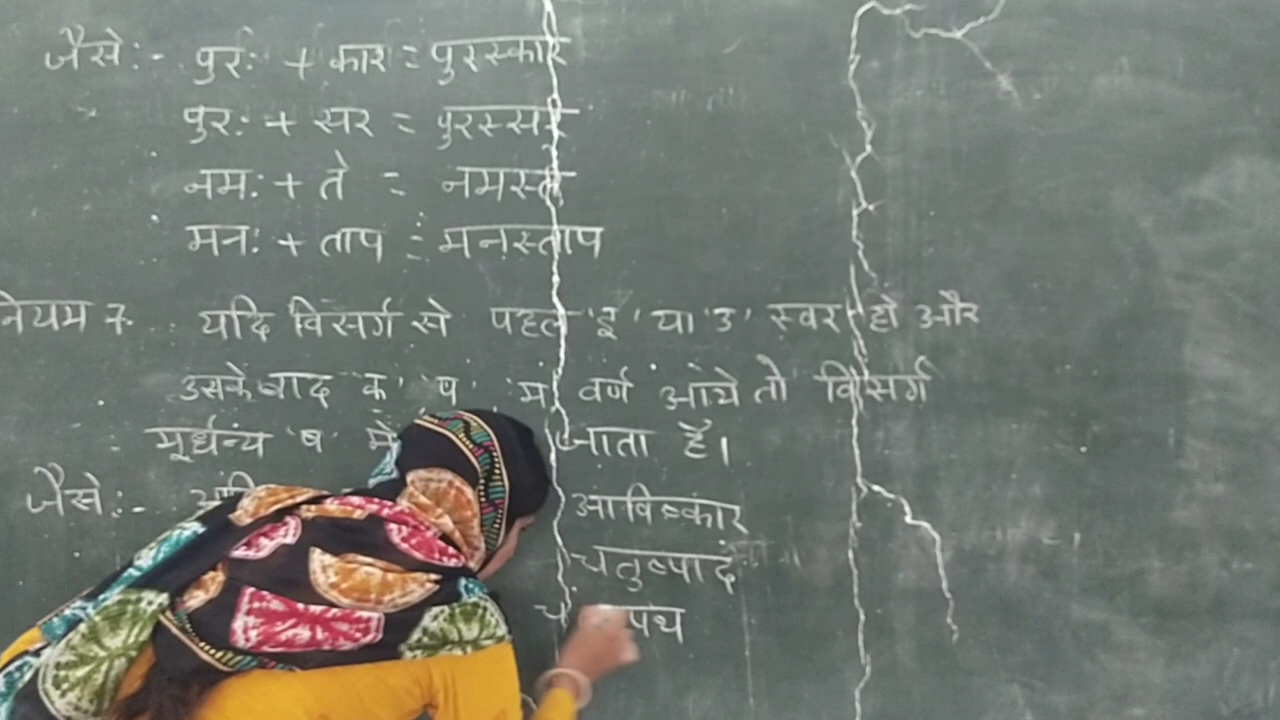 जैसे:- पुरः + कार = पुरस्कार
पुरः + सर = पुरस्सर
नमः + ते = नमस्ते
मनः + ताप = मनस्ताप
नियम 7. यदि विसर्ग से पहले 'इ' या 'उ' स्वर हो और
उसके बाद 'क' 'प' 'म' वर्ण आये तो विसर्ग
मूर्धन्य 'ष' में जाता है।
जैसे:- आविष्कार
चतुष्पाद
पथ